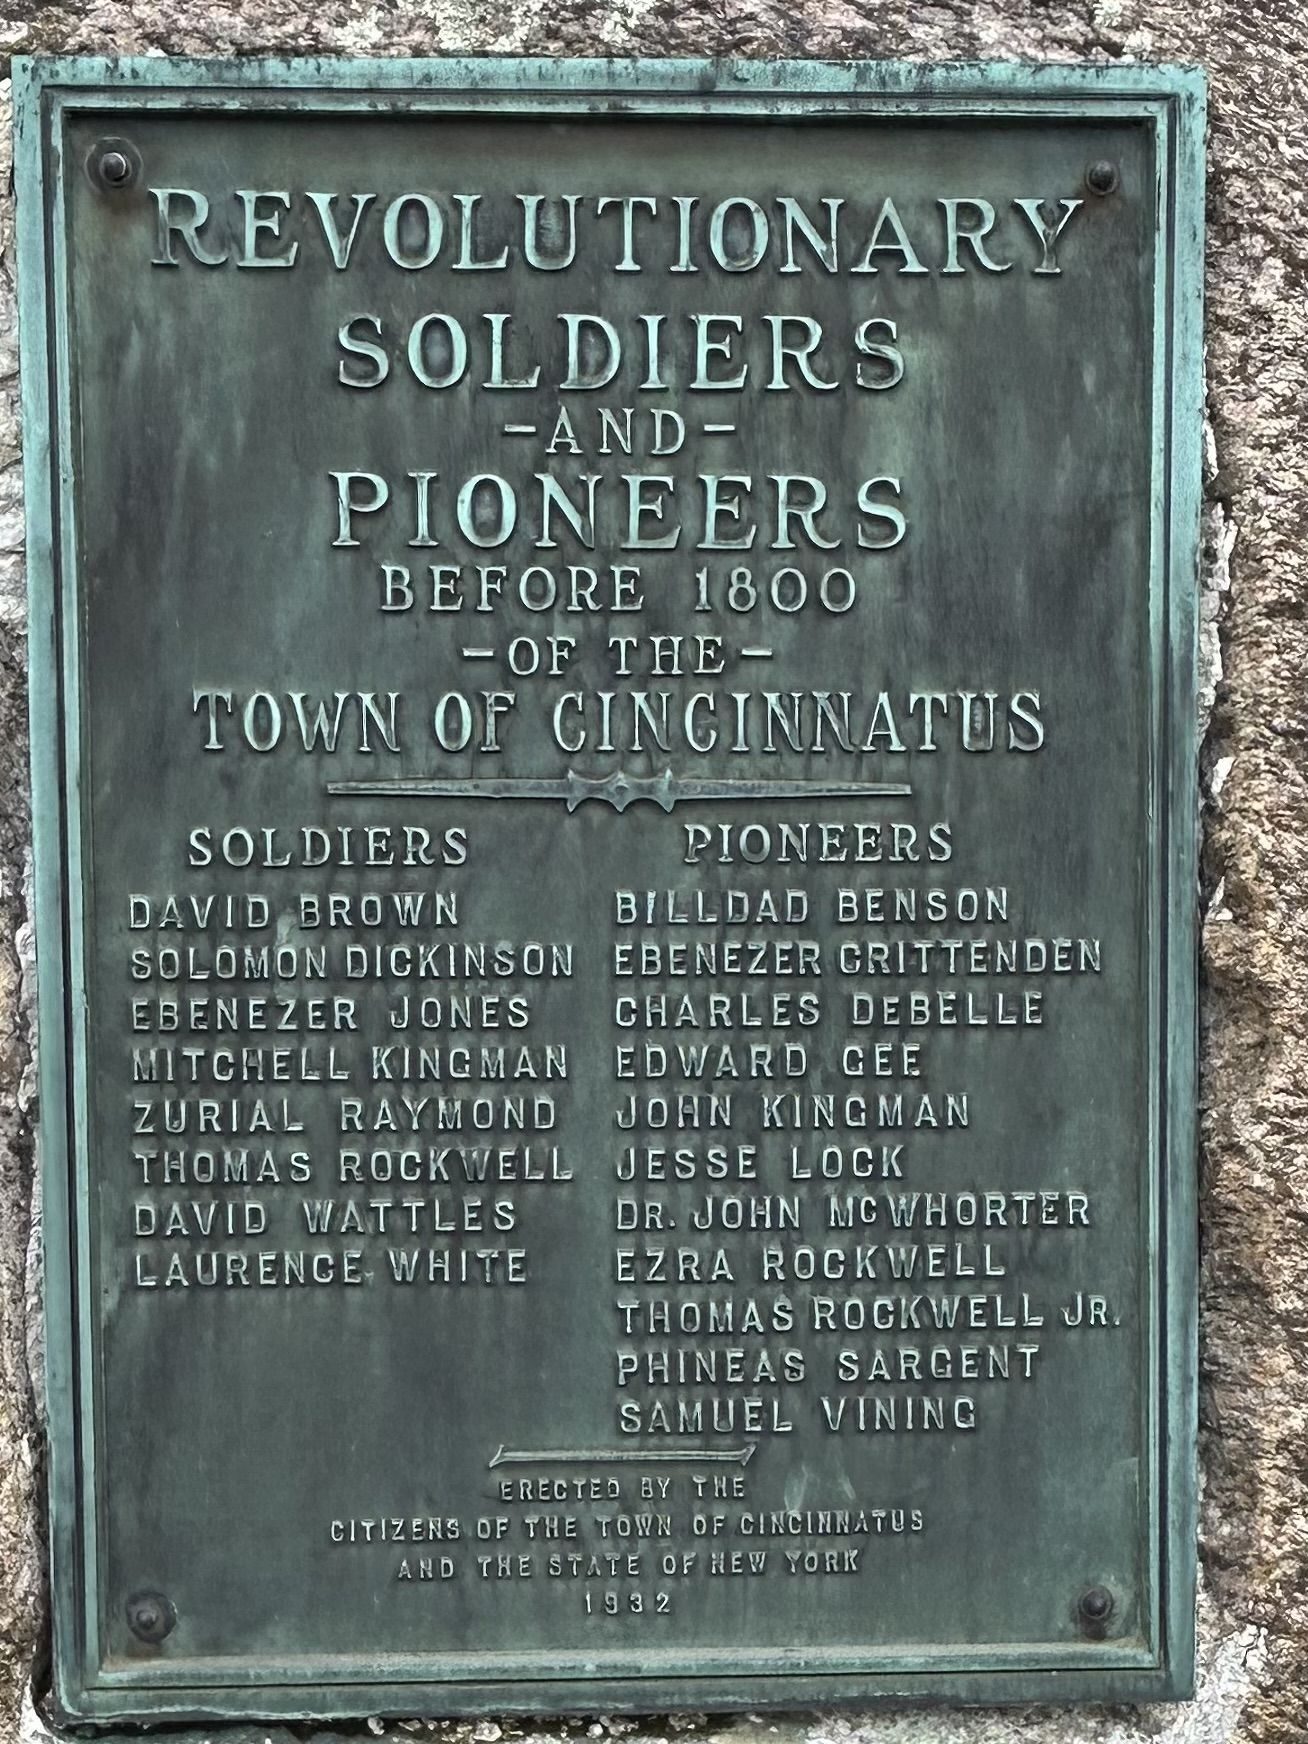 REVOLUTIONARY
SOLDIERS
-AND-
PIONEERS
BEFORE 1800
-OF THE-
TOWN OF CINCINNATUS
SOLDIERS
DAVID BROWN
SOLOMON DICKINSON
EBENEZER JONES
MITCHELL KINGMAN
ZURIAL RAYMOND
THOMAS ROCKWELL
DAVID WATTLES
LAURENCE WHITE
PIONEERS
BILLDAD BENSON
EBENEZER CRITTENDEN
CHARLES DEBELLE
EDWARD GEE
JOHN KINGMAN
JESSE LOCK
DR. JOHN MCWHORTER
EZRA ROCKWELL
THOMAS ROCKWELL JR.
PHINEAS SARGENT
SAMUEL VINING
ERECTED BY THE
CITIZENS OF THE TOWN OF CINCINNATUS
AND THE STATE OF NEW YORK
1932